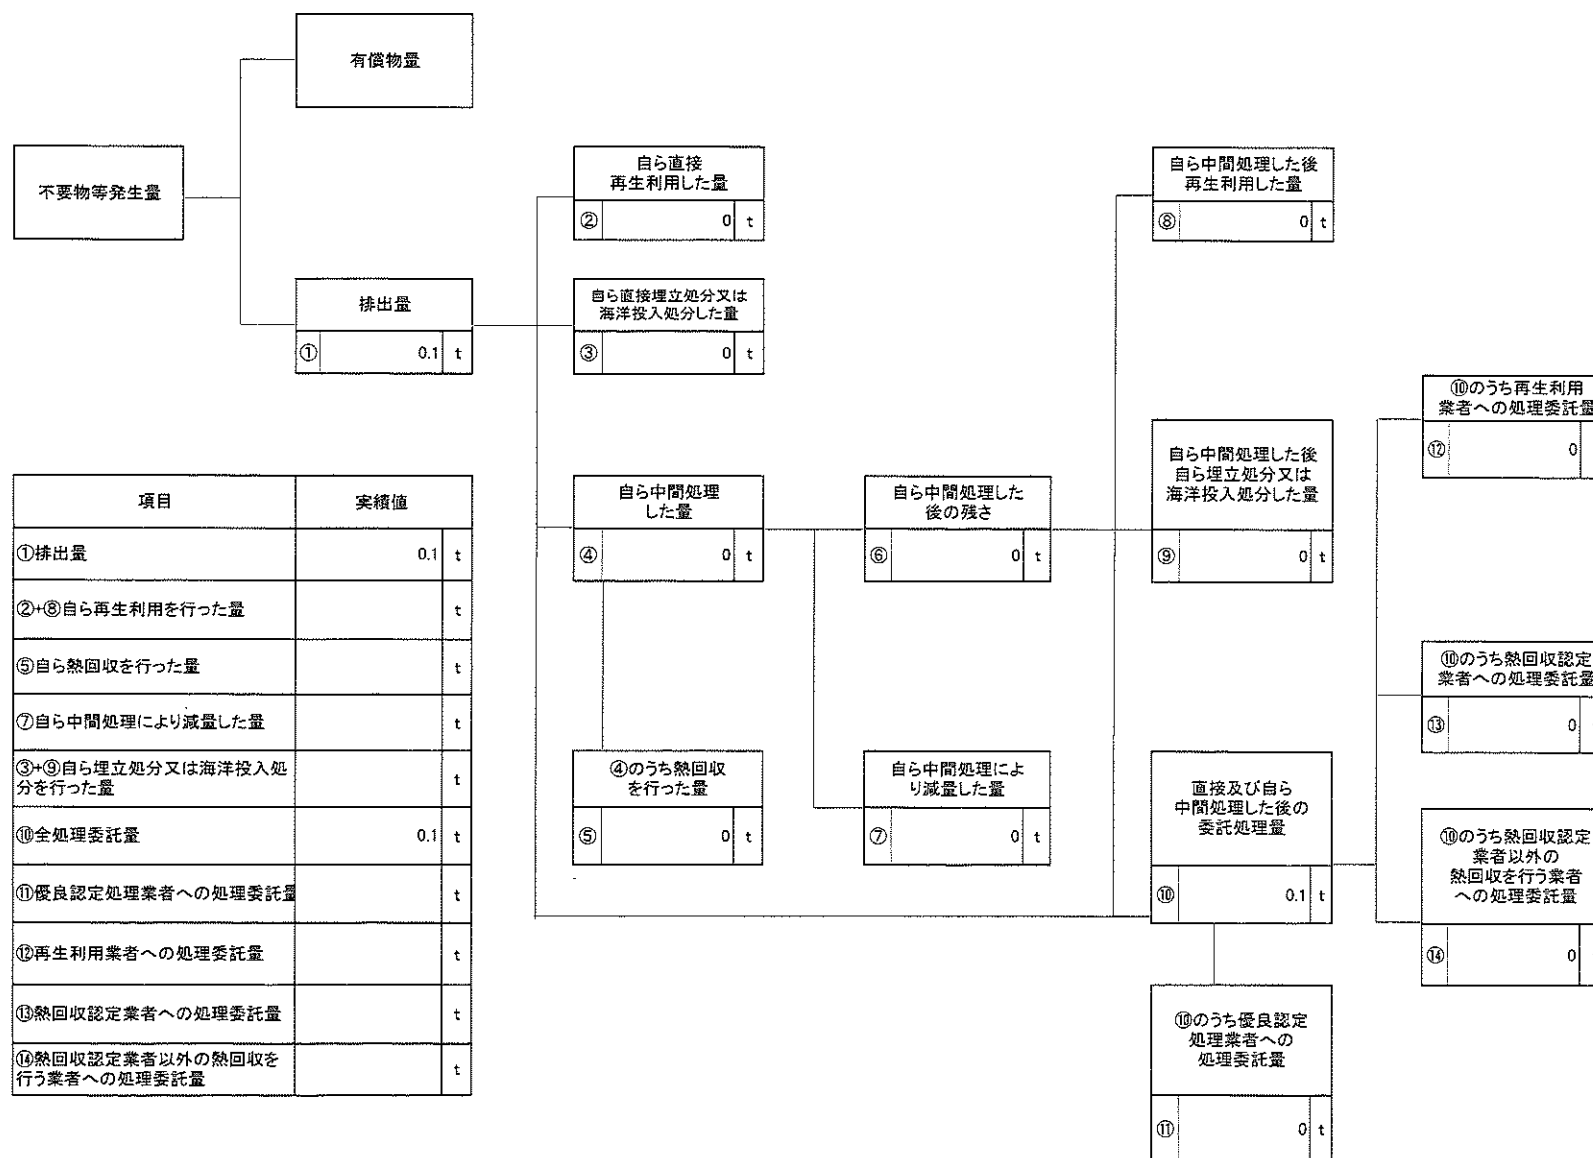 有償物量
不要物等発生量
排出量
① 0.1 t
自ら直接
再生利用した量
② 0 t
自ら直接埋立処分又は
海洋投入処分した量
③ 0 t
自ら中間処理
した量
④ 0 t
④のうち熱回収
を行った量
⑤ 0 t
自ら中間処理した
後の残さ
⑥ 0 t
自ら中間処理によ
り減量した量
⑦ 0 t
自ら中間処理した後
再生利用した量
⑧ 0 t
自ら中間処理した後
自ら埋立処分又は
海洋投入処分した量
⑨ 0 t
直接及び自ら
中間処理した後の
委託処理量
⑩ 0.1 t
⑩のうち優良認定
処理業者への
処理委託量
⑪ 0 t
⑩のうち再生利用
業者への処理委託量
⑫ 0
⑩のうち熱回収認定
業者への処理委託量
⑬ 0
⑩のうち熱回収認定
業者以外の
熱回収を行う業者
への処理委託量
⑭ 0
項目 実績値
①排出量 0.1 t
②+⑧自ら再生利用を行った量 t
⑤自ら熱回収を行った量 t
⑦自ら中間処理により減量した量 t
③+⑨自ら埋立処分又は海洋投入処
分を行った量 t
⑩全処理委託量 0.1 t
⑪優良認定処理業者への処理委託量 t
⑫再生利用業者への処理委託量 t
⑬熱回収認定業者への処理委託量 t
⑭熱回収認定業者以外の熱回収を
行う業者への処理委託量 t